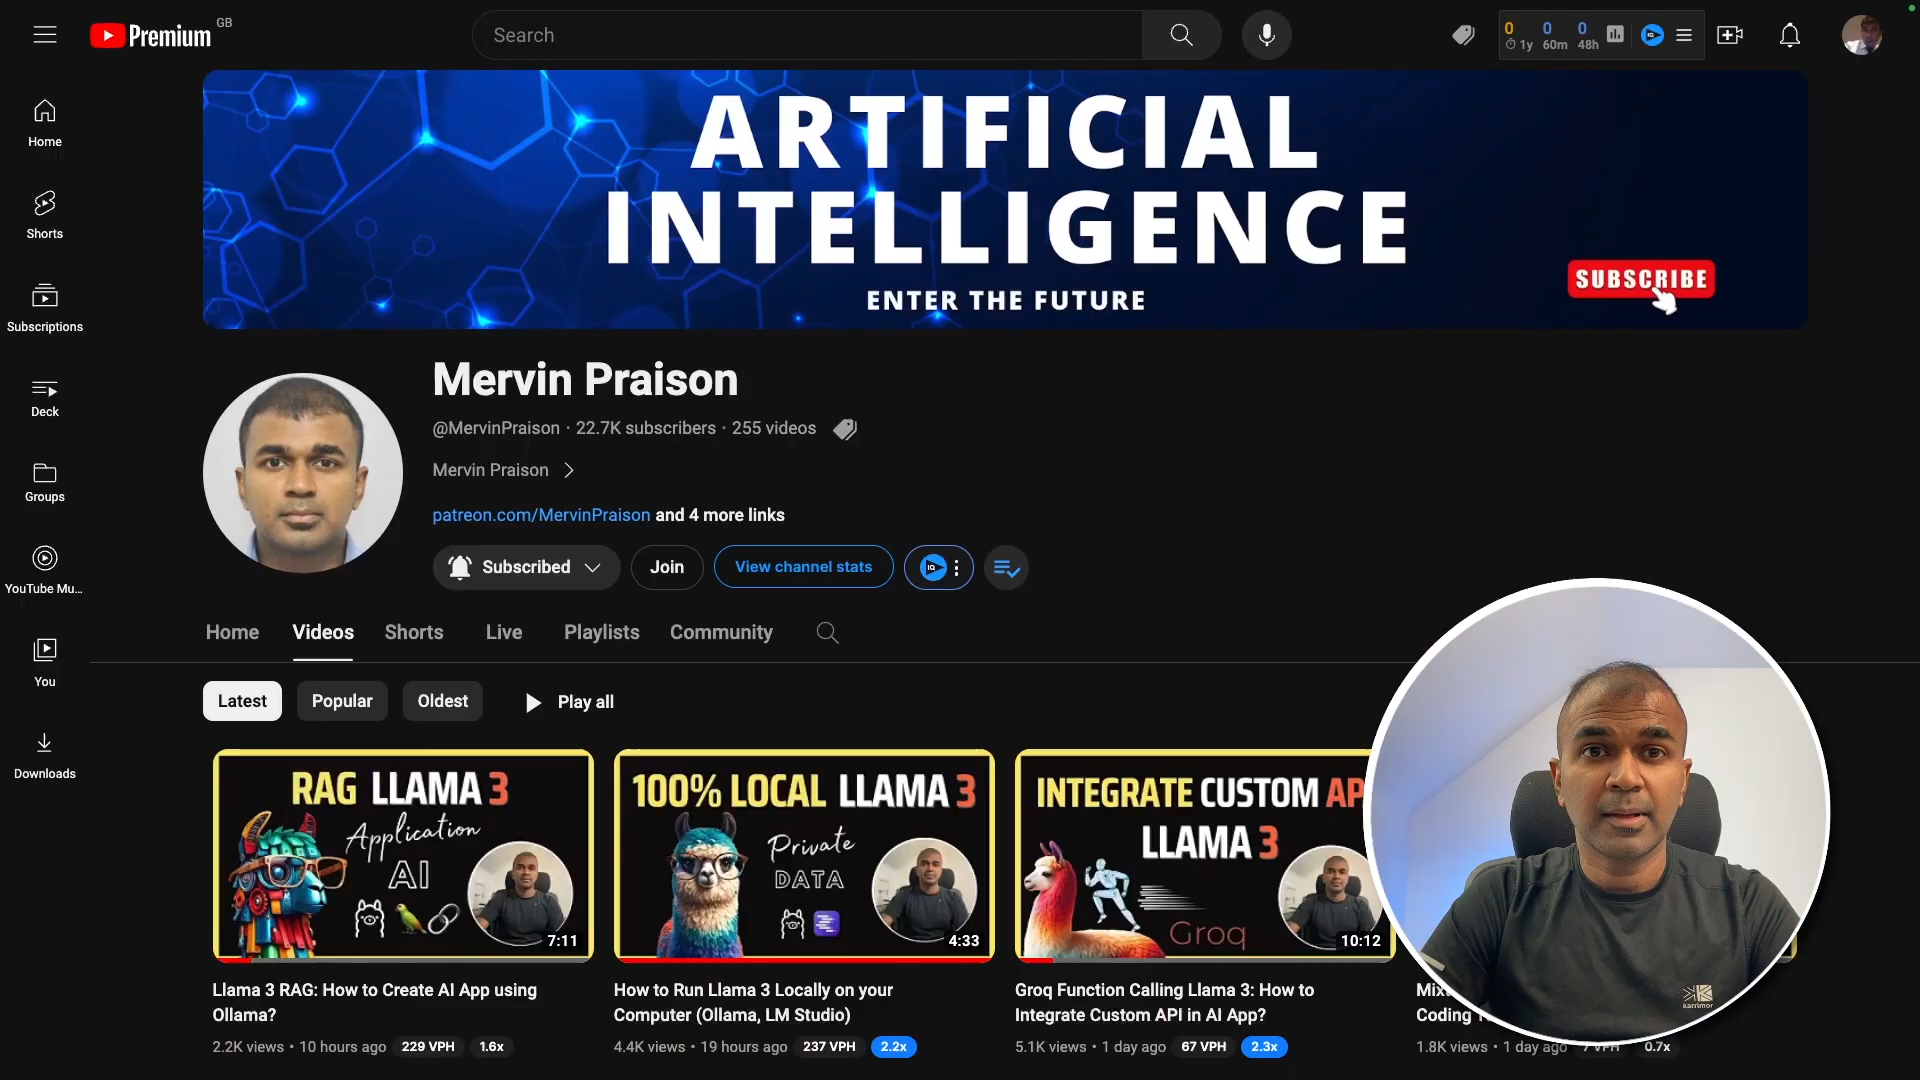 Premium
GB
Search
0 0 0
1y 60m 48h
Home
Shorts
Subscriptions
Deck
Groups
YouTube Mu...
You
Downloads
ARTIFICIAL
INTELLIGENCE
ENTER THE FUTURE
SUBSCRIBE
Mervin Praison
@MervinPraison · 22.7K subscribers · 255 videos
Mervin Praison
patreon.com/MervinPraison and 4 more links
Subscribed
Join
View channel stats
IQ
Home Videos Shorts Live Playlists Community
Latest Popular Oldest Play all
RAG LLAMA 3
Application
AI
7:11
Llama 3 RAG: How to Create AI App using
Ollama?
2.2K views • 10 hours ago 229 VPH 1.6x
100% LOCAL LLAMA 3
Private
DATA
4:33
How to Run Llama 3 Locally on your
Computer (Ollama, LM Studio)
4.4K views • 19 hours ago 237 VPH 2.2x
INTEGRATE CUSTOM AP
LLAMA 3
Groq
10:12
Groq Function Calling Llama 3: How to
Integrate Custom API in AI App?
5.1K views • 1 day ago 67 VPH 2.3x
Coding
1.8K views • 1 day ago 7 VPH 0.7x
karrimor